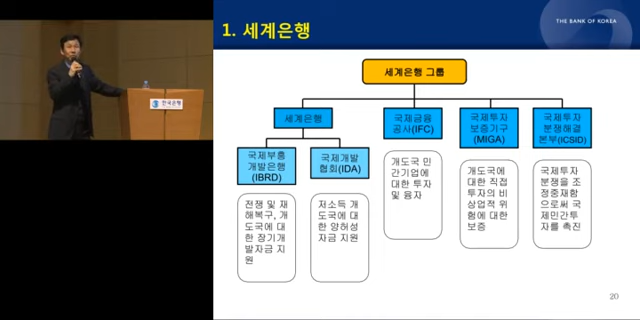 THE BANK OF KOREA
1. 세계은행
세계은행 그룹
세계은행
국제금융
공사(IFC)
국제투자
보증기구
(MIGA)
국제투자
분쟁해결
본부(ICSID)
국제부흥
개발은행
(IBRD)
국제개발
협회(IDA)
전쟁 및 재
해복구, 개
도국에 대
한 장기개
발자금 지
원
저소득 개
도국에 대
한 양허성
자금 지원
개도국 민
간기업에
대한 투자
및 융자
개도국에
대한 직접
투자의 비
상업적 위
험에 대한
보증
국제투자
분쟁을 조
정중재함
으로써 국
제민간투
자를 촉진
한국은행
20